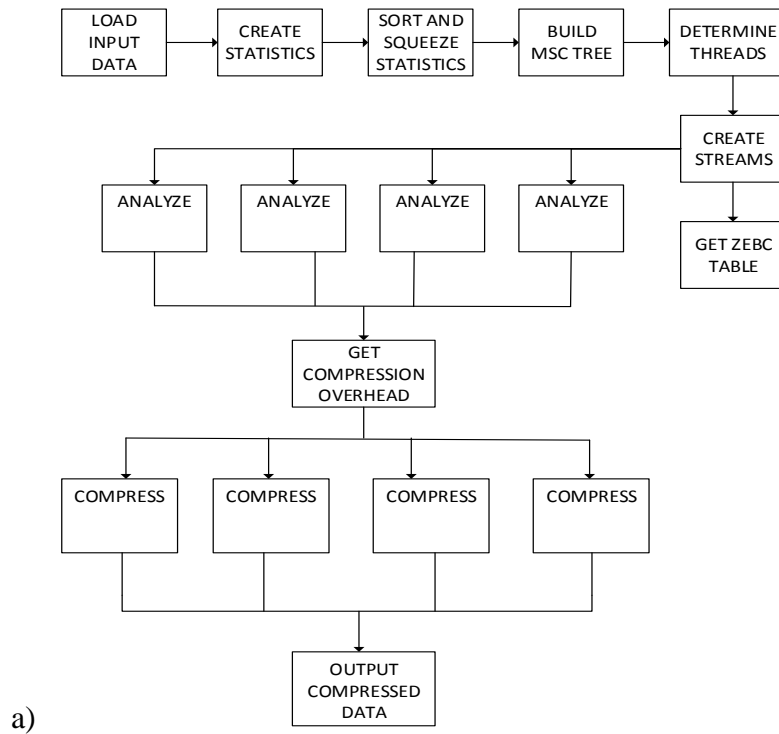 LOAD
INPUT
DATA
CREATE
STATISTICS
SORT AND
SQUEEZE
STATISTICS
BUILD
MSC TREE
DETERMINE
THREADS
CREATE
STREAMS
ANALYZE
ANALYZE
ANALYZE
ANALYZE
GET ZEBC
TABLE
GET
COMPRESSION
OVERHEAD
COMPRESS
COMPRESS
COMPRESS
COMPRESS
OUTPUT
COMPRESSED
DATA
a)